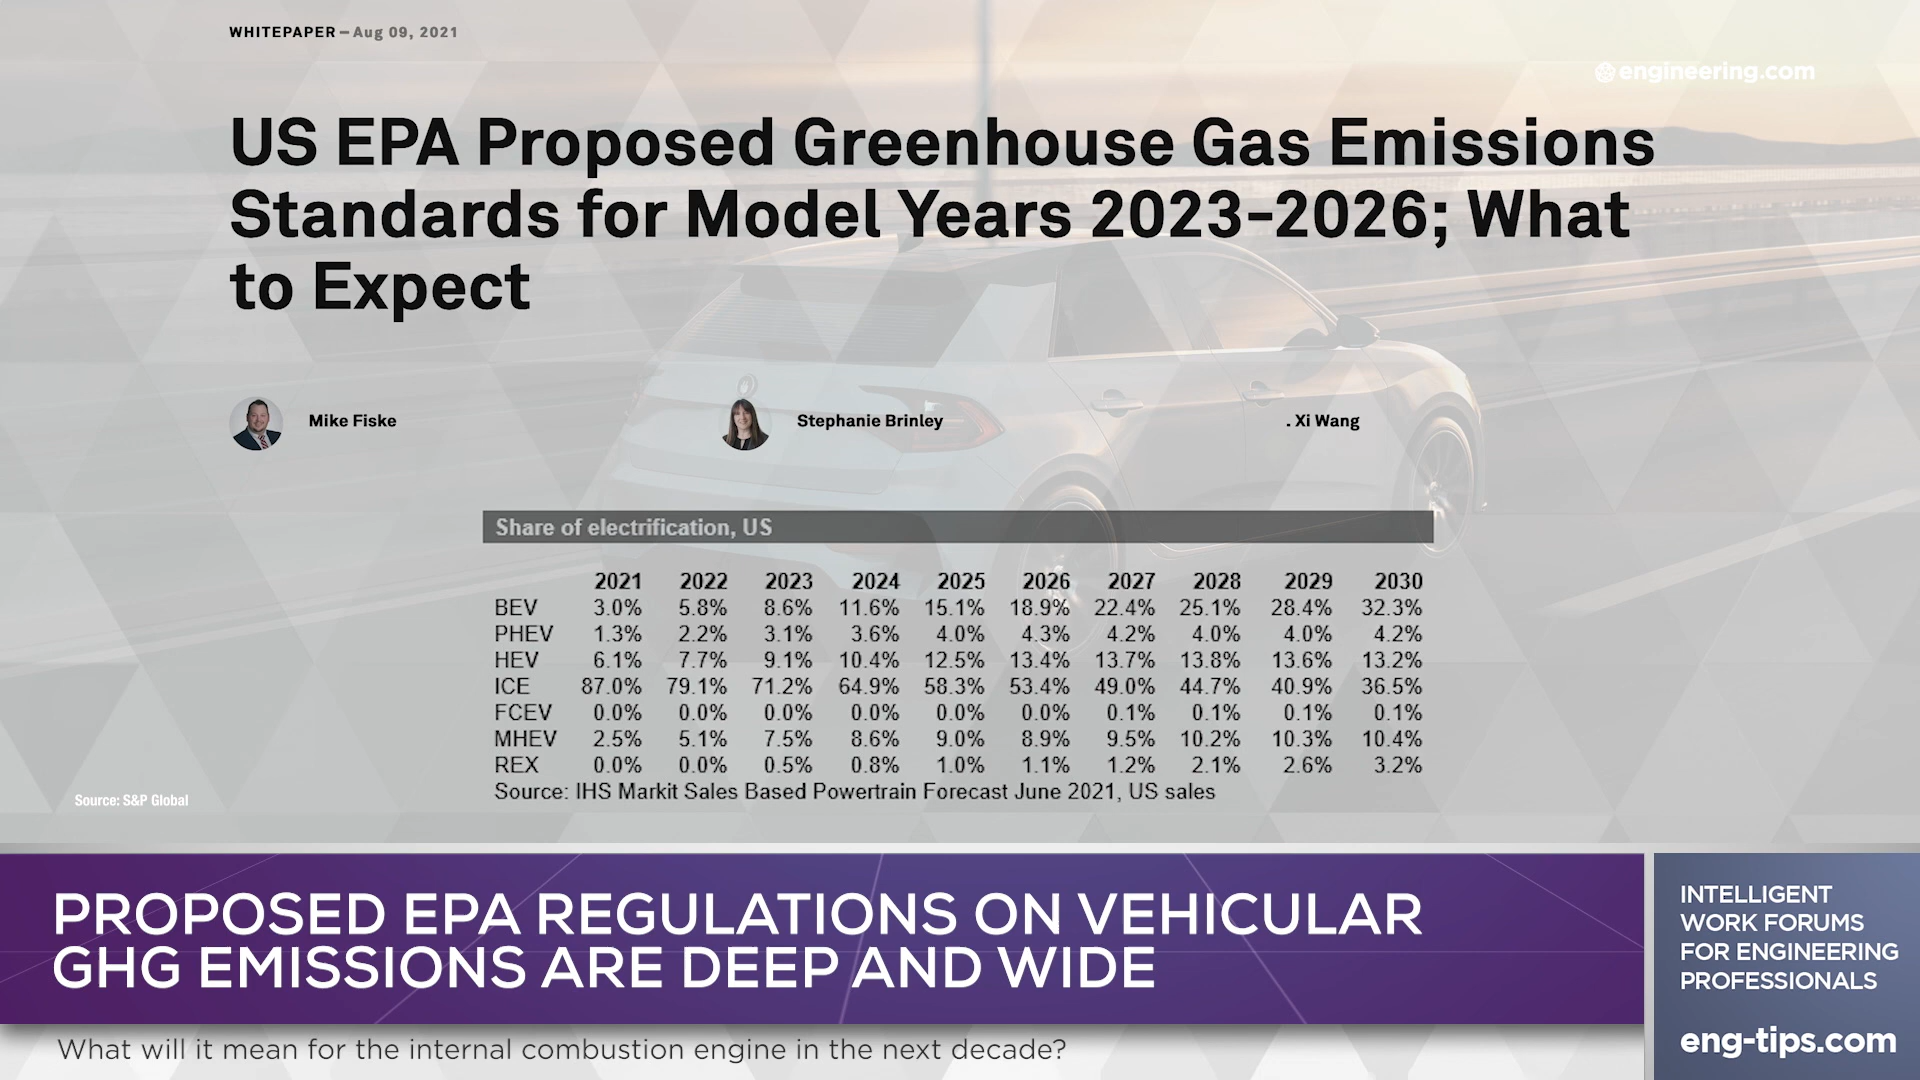 WHITEPAPER – Aug 09, 2021
engineering.com
US EPA Proposed Greenhouse Gas Emissions
Standards for Model Years 2023-2026; What
to Expect
Mike Fiske
Stephanie Brinley
. Xi Wang
Share of electrification, US
2021 2022 2023 2024 2025 2026 2027 2028 2029 2030
BEV 3.0% 5.8% 8.6% 11.6% 15.1% 18.9% 22.4% 25.1% 28.4% 32.3%
PHEV 1.3% 2.2% 3.1% 3.6% 4.0% 4.3% 4.2% 4.0% 4.0% 4.2%
HEV 6.1% 7.7% 9.1% 10.4% 12.5% 13.4% 13.7% 13.8% 13.6% 13.2%
ICE 87.0% 79.1% 71.2% 64.9% 58.3% 53.4% 49.0% 44.7% 40.9% 36.5%
FCEV 0.0% 0.0% 0.0% 0.0% 0.0% 0.0% 0.1% 0.1% 0.1% 0.1%
MHEV 2.5% 5.1% 7.5% 8.6% 9.0% 8.9% 9.5% 10.2% 10.3% 10.4%
REX 0.0% 0.0% 0.5% 0.8% 1.0% 1.1% 1.2% 2.1% 2.6% 3.2%
Source: IHS Markit Sales Based Powertrain Forecast June 2021, US sales
Source: S&P Global
PROPOSED EPA REGULATIONS ON VEHICULAR
GHG EMISSIONS ARE DEEP AND WIDE
What will it mean for the internal combustion engine in the next decade?
INTELLIGENT
WORK FORUMS
FOR ENGINEERING
PROFESSIONALS
eng-tips.com